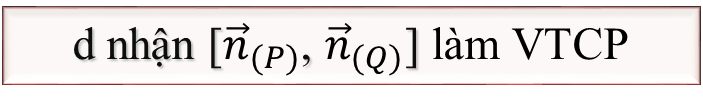 d nhận [n⃗(P), n⃗(Q)] làm VTCP